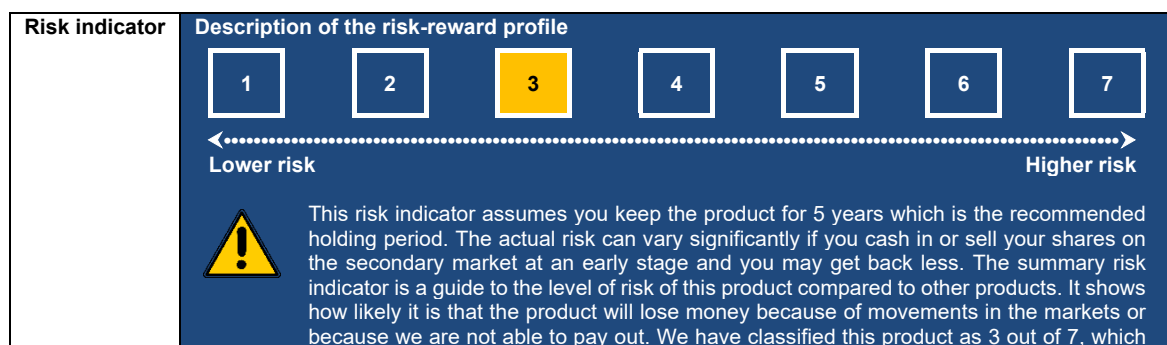 Risk indicator
Description of the risk-reward profile
1 2 3 4 5 6 7
Lower risk Higher risk
This risk indicator assumes you keep the product for 5 years which is the recommended
holding period. The actual risk can vary significantly if you cash in or sell your shares on
the secondary market at an early stage and you may get back less. The summary risk
indicator is a guide to the level of risk of this product compared to other products. It shows
how likely it is that the product will lose money because of movements in the markets or
because we are not able to pay out. We have classified this product as 3 out of 7, which